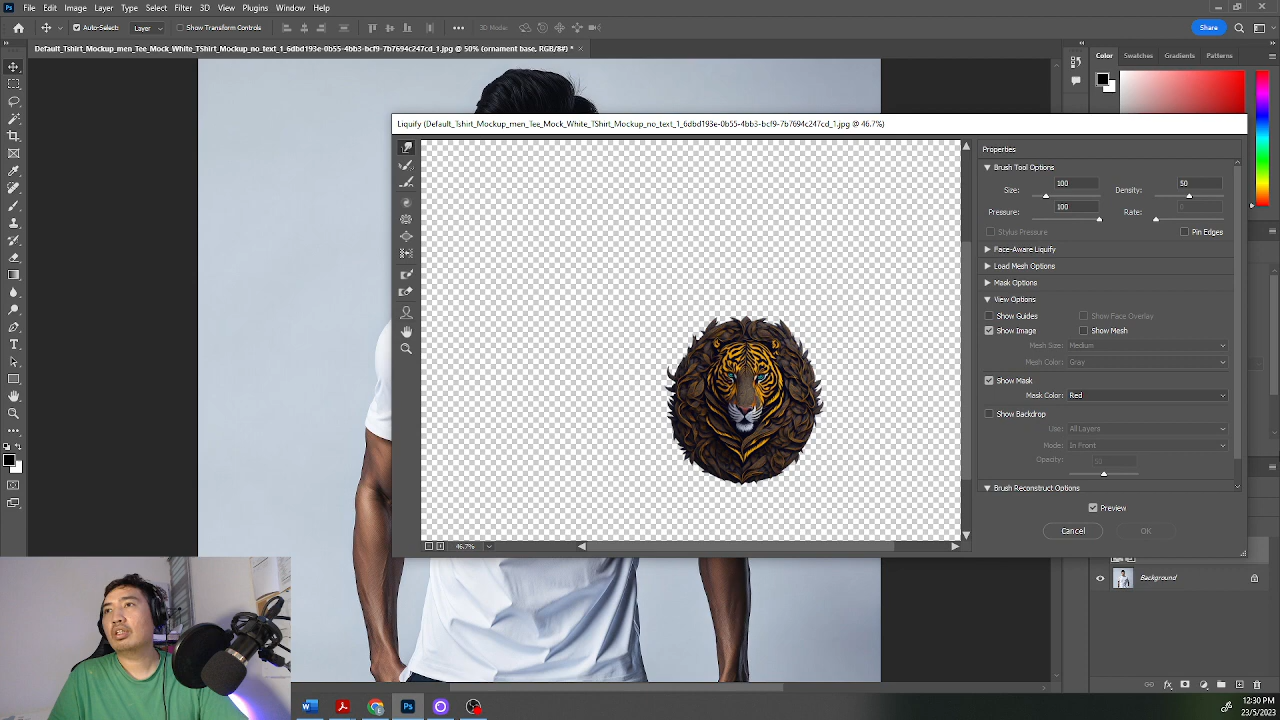 Ps File Edit Image Layer Type Select Filter 3D View Plugins Window Help
Auto-Select: Layer Show Transform Controls 3D Mode: Share
Default_Tshirt_Mockup_men_Tee_Mock_White_TShirt_Mockup_no_text_1_6dbd193e-0b55-4bb3-bcf9-7b7694c247cd_1.jpg @ 50% (ornament base, RGB/8#) *
Color Swatches Gradients Patterns
Liquify (Default_Tshirt_Mockup_men_Tee_Mock_White_TShirt_Mockup_no_text_1_6dbd193e-0b55-4bb3-bcf9-7b7694c247cd_1.jpg @ 46.7%)
Properties
Brush Tool Options
Size: 100 Density: 50
Pressure: 100 Rate: 0
Stylus Pressure Pin Edges
Face-Aware Liquify
Load Mesh Options
Mask Options
View Options
Show Guides Show Face Overlay
Show Image Show Mesh
Mesh Size: Medium
Mesh Color: Gray
Show Mask
Mask Color: Red
Show Backdrop
Use: All Layers
Mode: In Front
Opacity: 50
Brush Reconstruct Options
Preview
Cancel OK
46.7%
Background
fx
W Ps
12:30 PM
23/5/2023